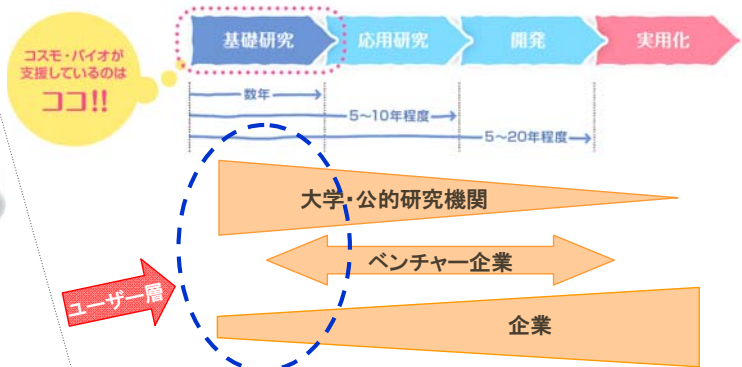 コスモ・バイオが
支援しているのは
ココ!!
基礎研究
応用研究
開発
実用化
数年
5〜10年程度
5〜20年程度
大学・公的研究機関
ベンチャー企業
ユーザー層
企業